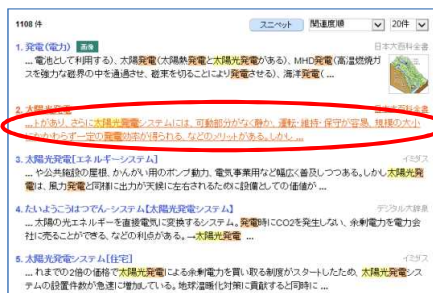 1108 件 スニペット 関連度順 20件
1. 発電(電力) 画像 日本大百科全書
... 電池として利用する)、太陽発電(太陽熱発電と太陽光発電がある)、MHD発電(高温燃焼ガ
スを強力な磁界の中を通過させ、磁束を切ることにより発電させる)、海洋発電( ...
2. 太陽光発電 日本大百科全書
...トがあり、さらに太陽光発電システムには、可動部分がなく静か、運転・維持・保守が容易、規模の大小
にかかわらず一定の発電効率が得られる、などのメリットがある。しかし ...
3. 太陽光発電[エネルギーシステム] イミダス
... や公共施設の屋根、かんがい用のポンプ動力、電気事業用など幅広く普及しつつある。しかし太陽光発
電は、風力発電と同様に出力が天候に左右されるために設備としての価値が ...
4. たいようこうはつでん‐システム【太陽光発電システム】 デジタル大辞泉
... 太陽の光エネルギーを直接電気に変換するシステム。発電時にCO2を発生しない、余剰電力を電力会
社に売ることができる、などの利点がある。→太陽光発電 ...
5. 太陽光発電システム[住宅] イミダス
... れまでの2倍の価格で太陽光発電による余剰電力を買い取る制度がスタートしたため、太陽光発電シス
テムの設置件数が急速に増加している。地球温暖化対策に貢献すると同時に ...